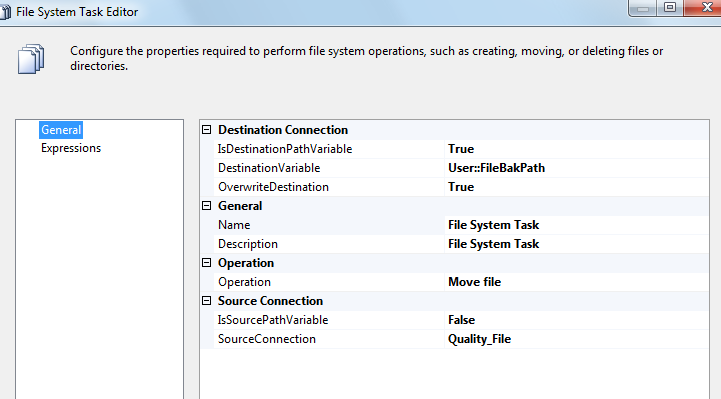 File System Task Editor
Configure the properties required to perform file system operations, such as creating, moving, or deleting files or
directories.
General
Expressions
Destination Connection
IsDestinationPathVariable True
DestinationVariable User::FileBakPath
OverwriteDestination True
General
Name File System Task
Description File System Task
Operation
Operation Move file
Source Connection
IsSourcePathVariable False
SourceConnection Quality_File